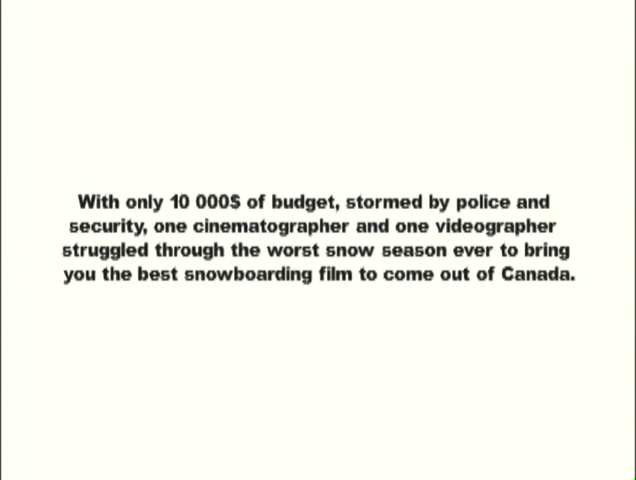 With only 10 000$ of budget, stormed by police and
security, one cinematographer and one videographer
struggled through the worst snow season ever to bring
you the best snowboarding film to come out of Canada.